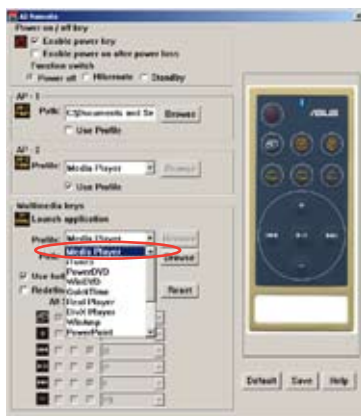 AI Remote
Power on / off key
Enable power key
Enable power on after power loss
Function switch
Power off Hibernate Standby
AP - 1
Path: C:\Documents and Se Browse
Use Profile
AP - 2
Profile: Media Player Browse
Use Profile
Multimedia keys
Launch application
Profile: Media Player Browse
Media Player
iTunes
PowerDVD
WinDVD
QuickTime
Real Player
DivX Player
WinAmp
PowerPoint
Path: Browse
Use
Reset
Default Save Help
ASUS